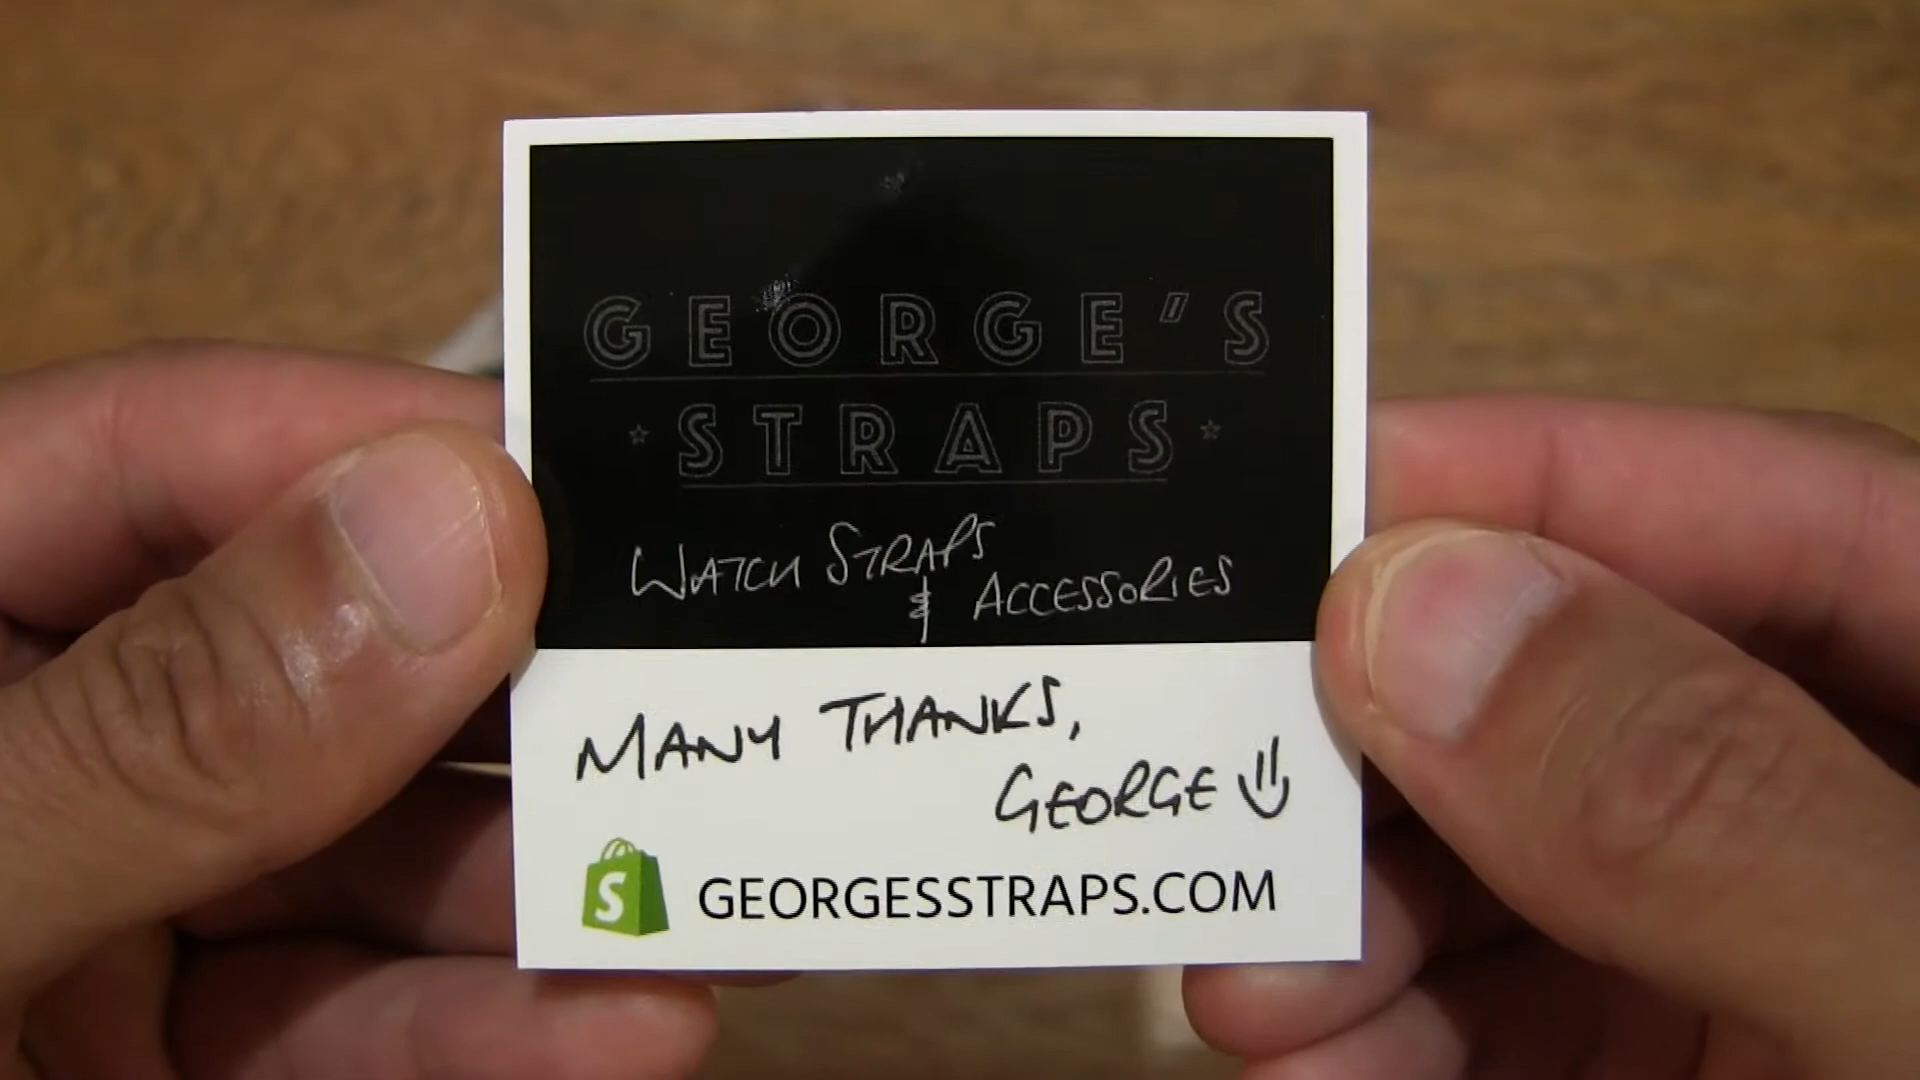 GEORGE'S
STRAPS
WATCH STRAPS
& ACCESSORIES
MANY THANKS,
GEORGE
S
GEORGESSTRAPS.COM